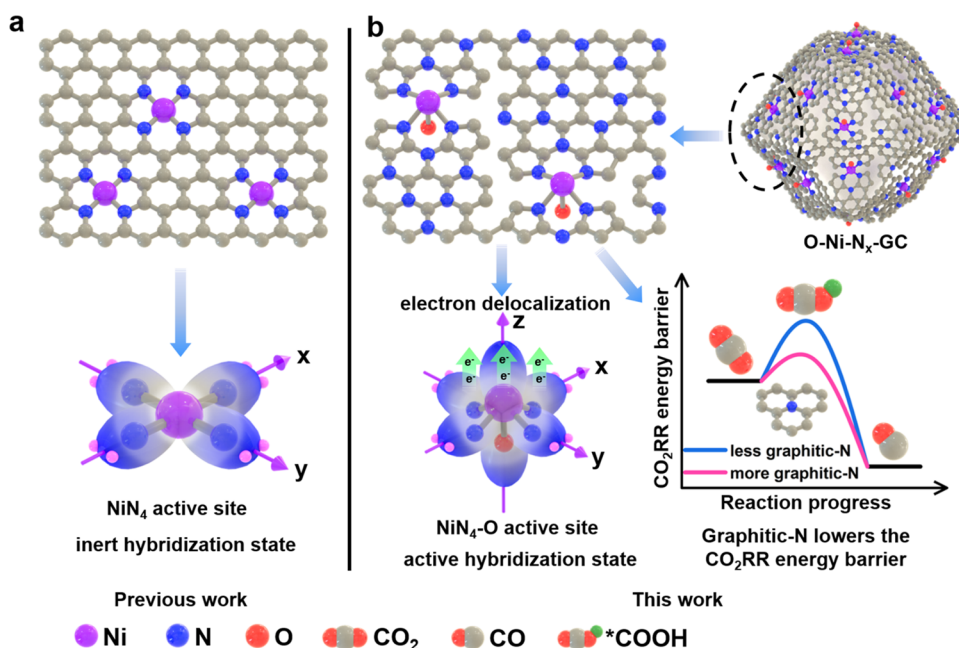 a
b
O-Ni-Nₓ-GC
electron delocalization
z
x
y
e⁻ e⁻ e⁻
e⁻ e⁻ e⁻
x
y
NiN₄ active site
inert hybridization state
NiN₄-O active site
active hybridization state
CO₂RR energy barrier
less graphitic-N
more graphitic-N
Reaction progress
Graphitic-N lowers the
CO₂RR energy barrier
Previous work
This work
Ni N O CO₂ CO *COOH